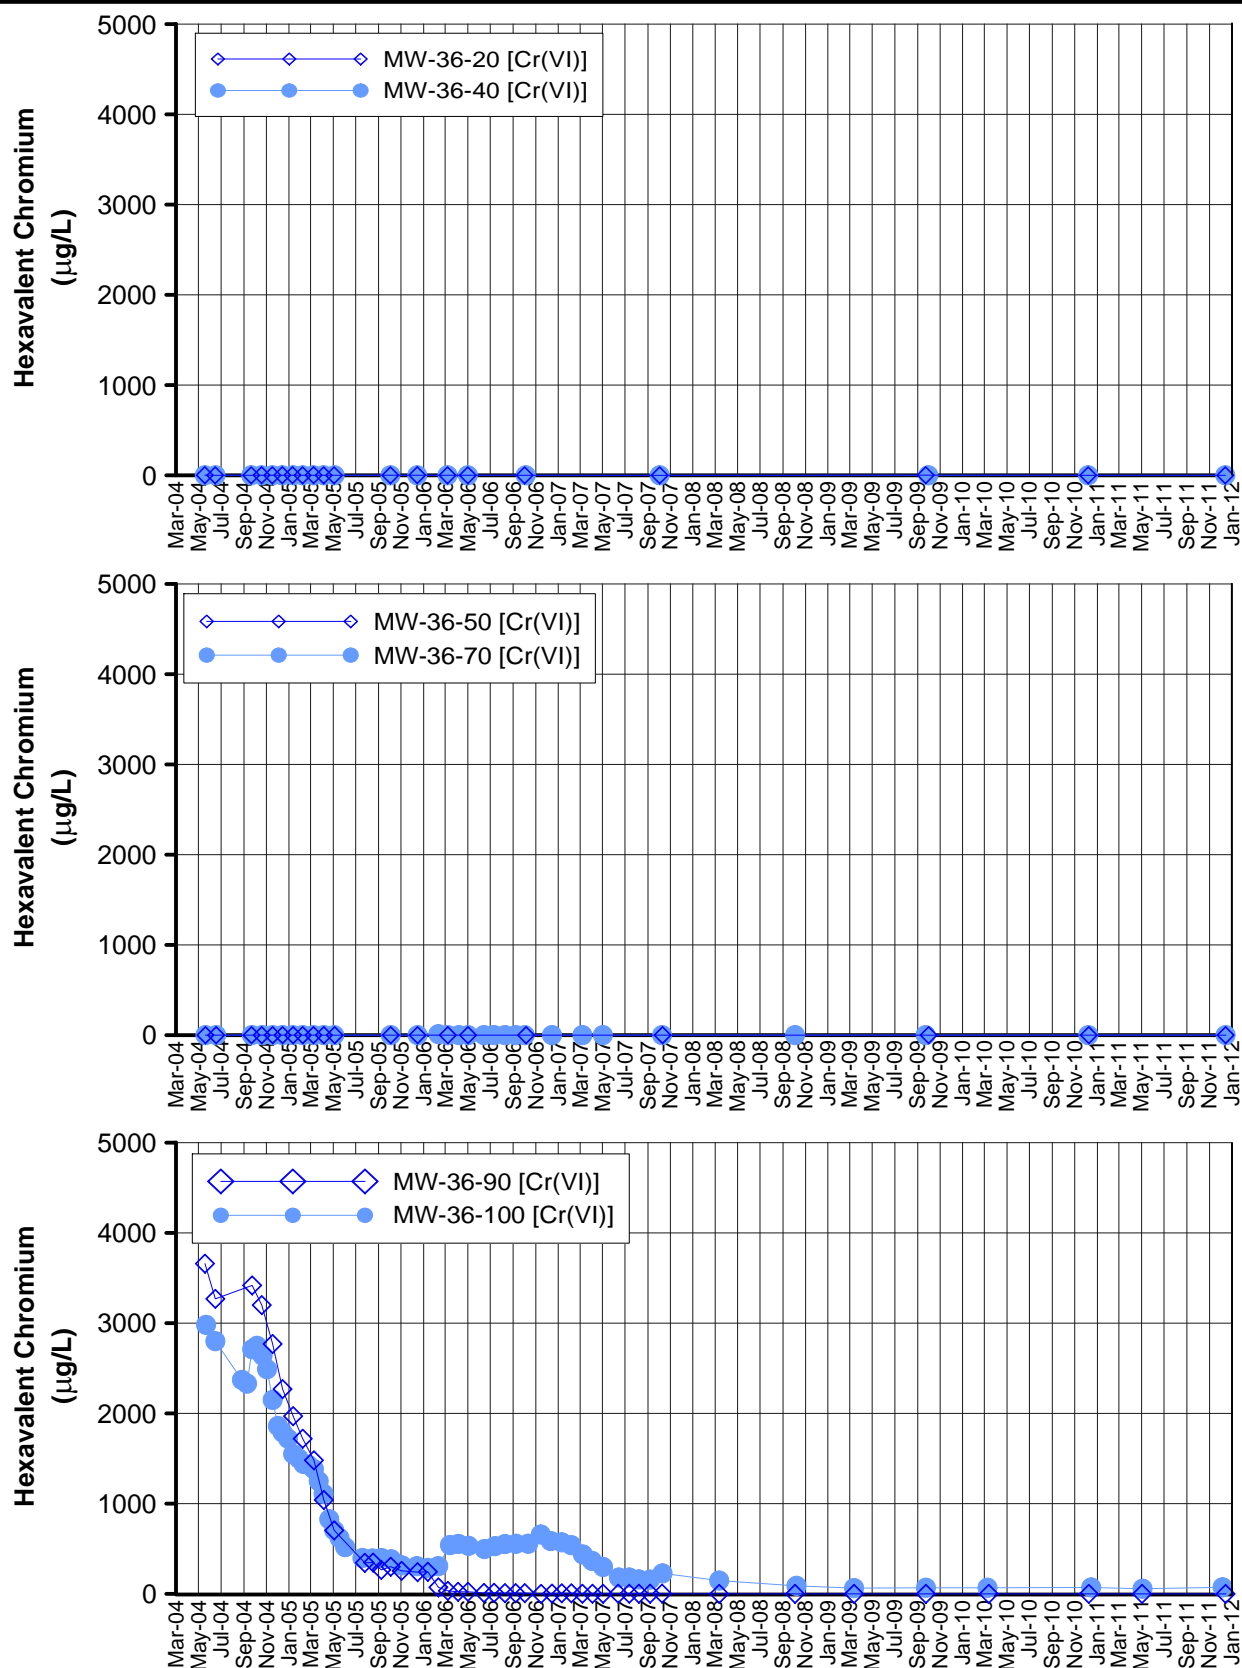 Hexavalent Chromium
(µg/L)
5000
4000
3000
2000
1000
0
MW-36-20 [Cr(VI)]
MW-36-40 [Cr(VI)]
Mar-04
May-04
Jul-04
Sep-04
Nov-04
Jan-05
Mar-05
May-05
Jul-05
Sep-05
Nov-05
Jan-06
Mar-06
May-06
Jul-06
Sep-06
Nov-06
Jan-07
Mar-07
May-07
Jul-07
Sep-07
Nov-07
Jan-08
Mar-08
May-08
Jul-08
Sep-08
Nov-08
Jan-09
Mar-09
May-09
Jul-09
Sep-09
Nov-09
Jan-10
Mar-10
May-10
Jul-10
Sep-10
Nov-10
Jan-11
Mar-11
May-11
Jul-11
Sep-11
Nov-11
Jan-12
Hexavalent Chromium
(µg/L)
5000
4000
3000
2000
1000
0
MW-36-50 [Cr(VI)]
MW-36-70 [Cr(VI)]
Mar-04
May-04
Jul-04
Sep-04
Nov-04
Jan-05
Mar-05
May-05
Jul-05
Sep-05
Nov-05
Jan-06
Mar-06
May-06
Jul-06
Sep-06
Nov-06
Jan-07
Mar-07
May-07
Jul-07
Sep-07
Nov-07
Jan-08
Mar-08
May-08
Jul-08
Sep-08
Nov-08
Jan-09
Mar-09
May-09
Jul-09
Sep-09
Nov-09
Jan-10
Mar-10
May-10
Jul-10
Sep-10
Nov-10
Jan-11
Mar-11
May-11
Jul-11
Sep-11
Nov-11
Jan-12
Hexavalent Chromium
(µg/L)
5000
4000
3000
2000
1000
0
MW-36-90 [Cr(VI)]
MW-36-100 [Cr(VI)]
Mar-04
May-04
Jul-04
Sep-04
Nov-04
Jan-05
Mar-05
May-05
Jul-05
Sep-05
Nov-05
Jan-06
Mar-06
May-06
Jul-06
Sep-06
Nov-06
Jan-07
Mar-07
May-07
Jul-07
Sep-07
Nov-07
Jan-08
Mar-08
May-08
Jul-08
Sep-08
Nov-08
Jan-09
Mar-09
May-09
Jul-09
Sep-09
Nov-09
Jan-10
Mar-10
May-10
Jul-10
Sep-10
Nov-10
Jan-11
Mar-11
May-11
Jul-11
Sep-11
Nov-11
Jan-12